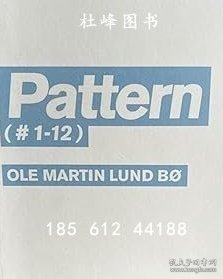 杜峰图书
Pattern
(#1-12)
OLE MARTIN LUND BØ
185 612 44188